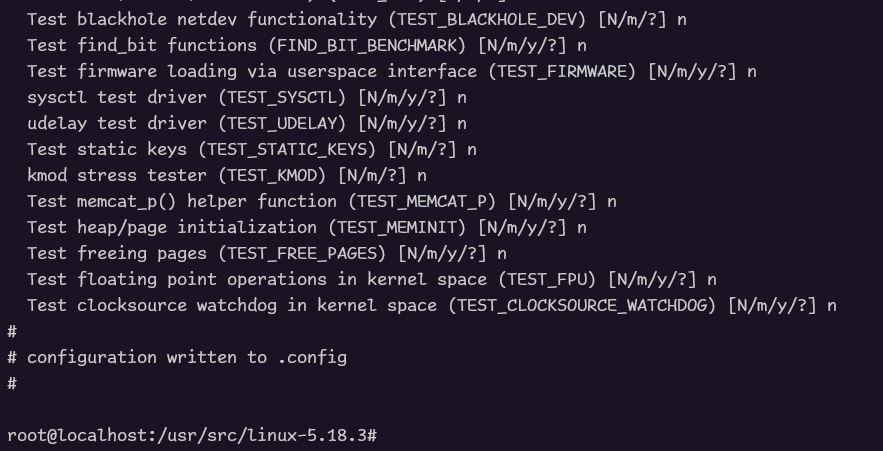 Test blackhole netdev functionality (TEST_BLACKHOLE_DEV) [N/m/?] n
Test find_bit functions (FIND_BIT_BENCHMARK) [N/m/y/?] n
Test firmware loading via userspace interface (TEST_FIRMWARE) [N/m/y/?] n
sysctl test driver (TEST_SYSCTL) [N/m/y/?] n
udelay test driver (TEST_UDELAY) [N/m/y/?] n
Test static keys (TEST_STATIC_KEYS) [N/m/?] n
kmod stress tester (TEST_KMOD) [N/m/?] n
Test memcat_p() helper function (TEST_MEMCAT_P) [N/m/y/?] n
Test heap/page initialization (TEST_MEMINIT) [N/m/y/?] n
Test freeing pages (TEST_FREE_PAGES) [N/m/y/?] n
Test floating point operations in kernel space (TEST_FPU) [N/m/y/?] n
Test clocksource watchdog in kernel space (TEST_CLOCKSOURCE_WATCHDOG) [N/m/y/?] n
#
# configuration written to .config
#
root@localhost:/usr/src/linux-5.18.3#